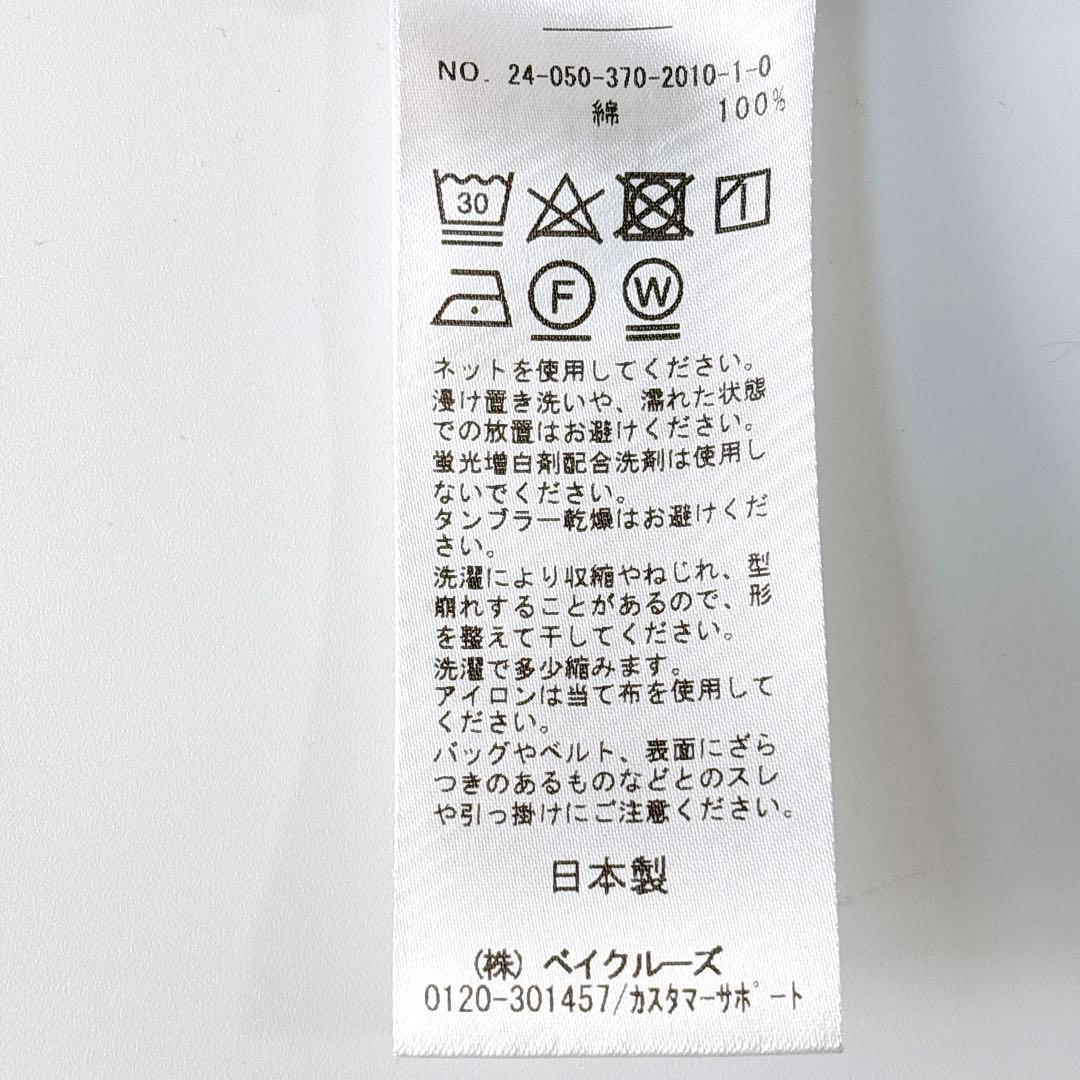 NO. 24-050-370-2010-1-0
綿 100%
30
F W
ネットを使用してください。
浸け置き洗いや、濡れた状態
での放置はお避けください。
蛍光増白剤配合洗剤は使用し
ないでください。
タンブラー乾燥はお避けくだ
さい。
洗濯により収縮やねじれ、型
崩れすることがあるので、形
を整えて干してください。
洗濯で多少縮みます。
アイロンは当て布を使用して
ください。
バッグやベルト、表面にざら
つきのあるものなどとのスレ
や引っ掛けにご注意ください。
日本製
(株) ベイクルーズ
0120-301457/カスタマーサポート